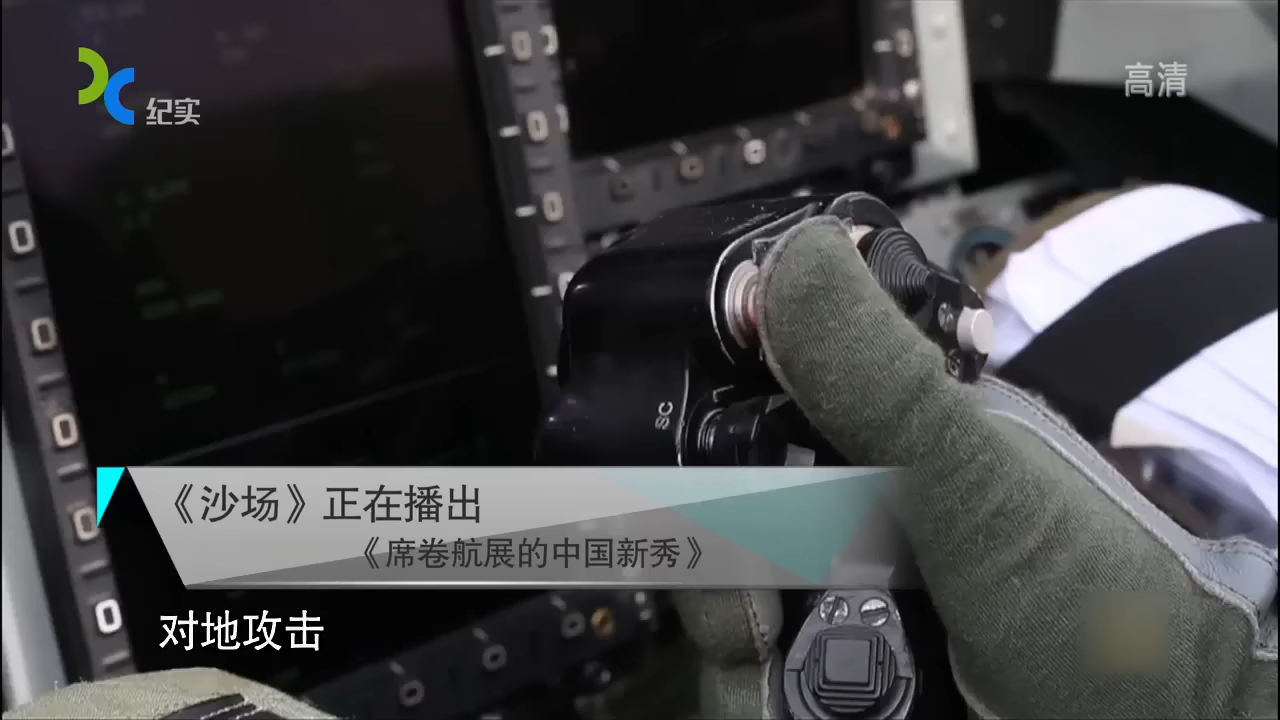 纪实
高清
SC
《沙场》正在播出
《席卷航展的中国新秀》
对地攻击